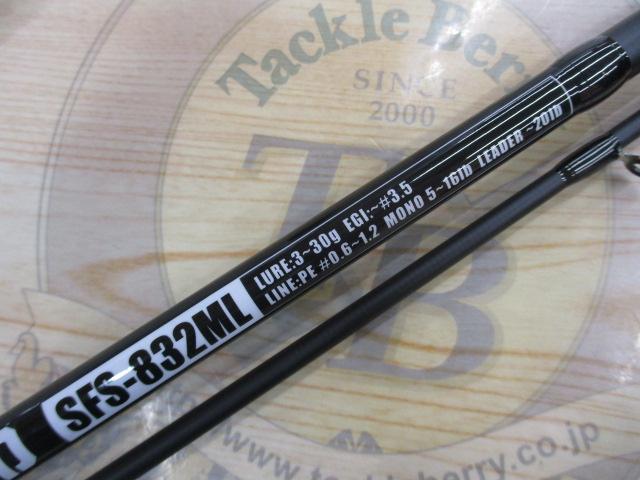 Tackle Berry
SINCE
2000
TB
SFS-832ML
LURE:3~30g EGI:~#3.5
LINE:PE #0.6~1.2 MONO 5~16lb LEADER ~20lb
www.tackleberry.co.jp